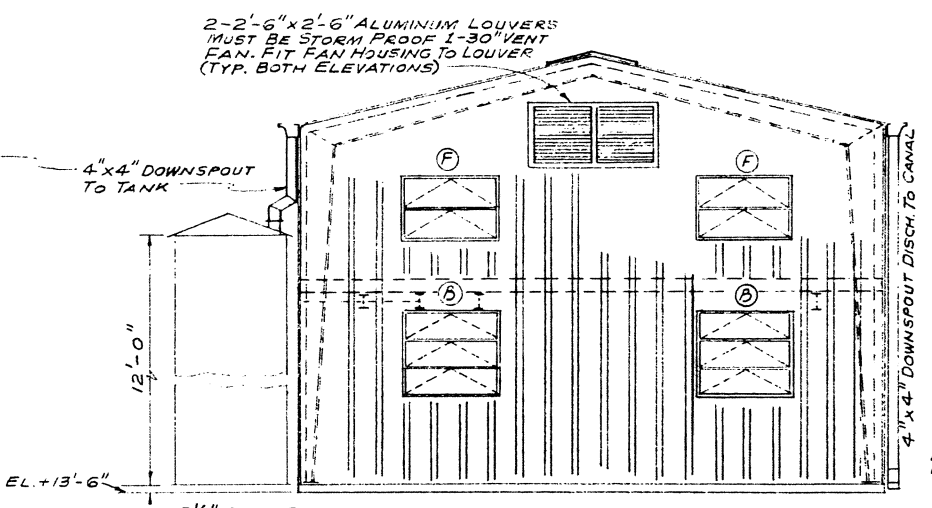 2-2'-6"x2'-6" ALUMINUM LOUVERS
MUST BE STORM PROOF 1-30" VENT
FAN. FIT FAN HOUSING TO LOUVER
(TYP. BOTH ELEVATIONS)
4"x4" DOWNSPOUT
TO TANK
F
F
B
B
12'-0"
EL.+13'-6"
4"x4" DOWNSPOUT DISCH. TO CANAL